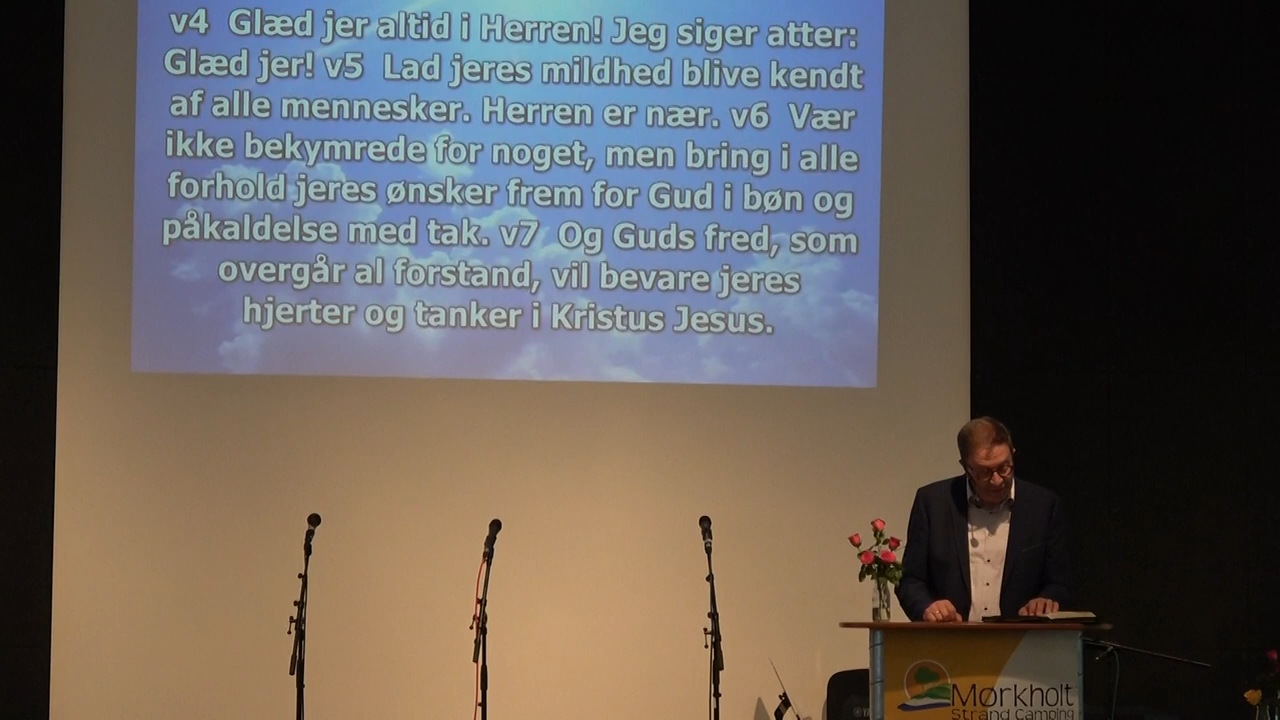 v4  Glæd jer altid i Herren! Jeg siger atter:
Glæd jer! v5  Lad jeres mildhed blive kendt
af alle mennesker. Herren er nær. v6  Vær
ikke bekymrede for noget, men bring i alle
forhold jeres ønsker frem for Gud i bøn og
påkaldelse med tak. v7  Og Guds fred, som
overgår al forstand, vil bevare jeres
hjerter og tanker i Kristus Jesus.
Mørkholt
Strand Camping